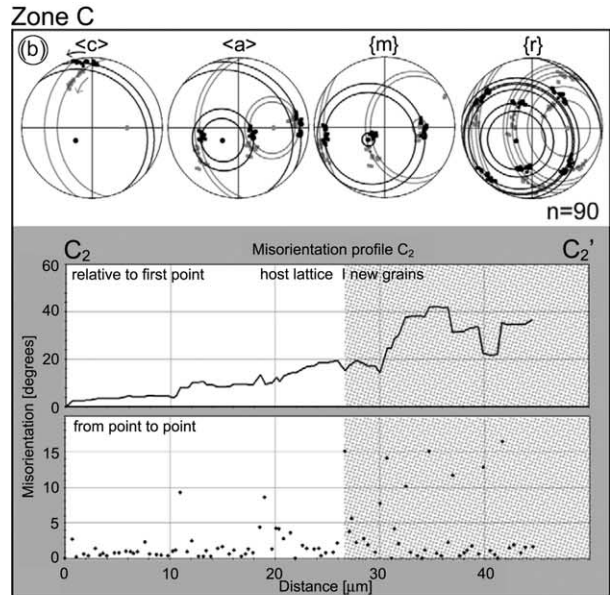 Zone C
(b) <c> <a> {m} {r}
n=90
C₂ Misorientation profile C₂ C₂'
60 relative to first point host lattice | new grains
40
20
0
Misorientation [degrees]
from point to point
15
10
5
0
0 10 20 30 40
Distance [µm]